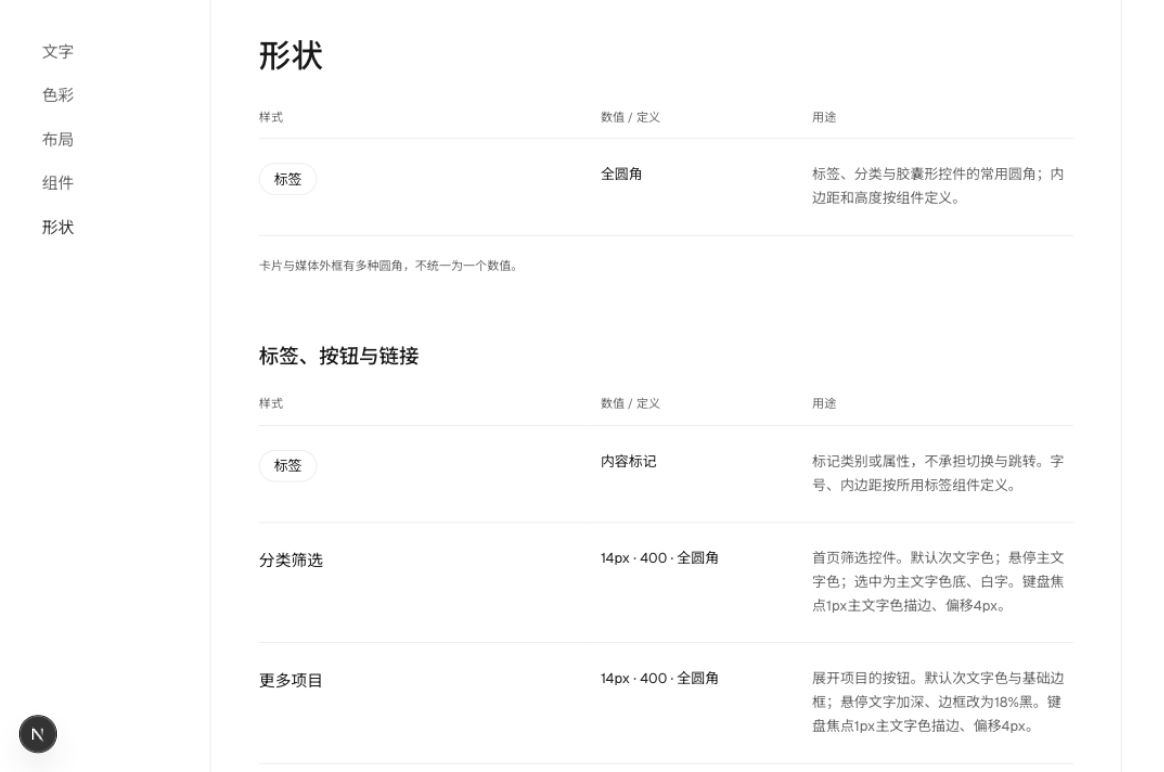 文字
色彩
布局
组件
形状
形状
样式
数值 / 定义
用途
标签
全圆角
标签、分类与胶囊形控件的常用圆角；内
边距和高度按组件定义。
卡片与媒体外框有多种圆角，不统一为一个数值。
标签、按钮与链接
样式
数值 / 定义
用途
标签
内容标记
标记类别或属性，不承担切换与跳转。字
号、内边距按所用标签组件定义。
分类筛选
14px · 400 · 全圆角
首页筛选控件。默认次文字色；悬停主文
字色；选中为主文字色底、白字。键盘焦
点1px主文字色描边、偏移4px。
更多项目
14px · 400 · 全圆角
展开项目的按钮。默认次文字色与基础边
框；悬停文字加深、边框改为18%黑。键
盘焦点1px主文字色描边、偏移4px。
N